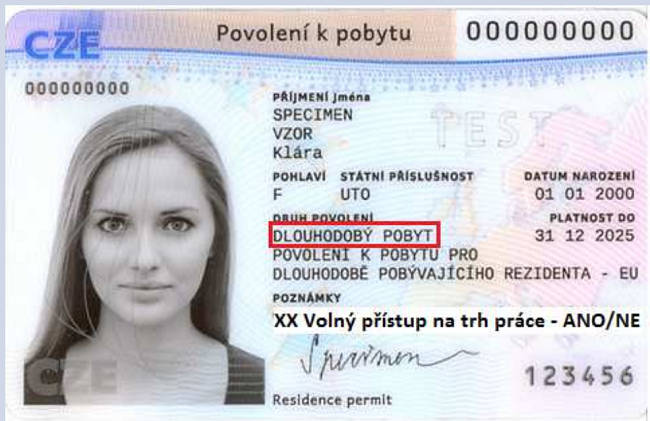 CZE
Povolení k pobytu
000000000
000000000
PŘÍJMENÍ Jména
SPECIMEN
VZOR
Klára
TEST
POHLAVÍ STÁTNÍ PŘÍSLUŠNOST DATUM NAROZENÍ
F UTO 01 01 2000
DRUH POVOLENÍ PLATNOST DO
DLOUHODOBÝ POBYT 31 12 2025
POVOLENÍ K POBYTU PRO
DLOUHODOBĚ POBÝVAJÍCÍHO REZIDENTA - EU
POZNÁMKY
XX Volný přístup na trh práce - ANO/NE
Specimen
CZE
123456
Residence permit